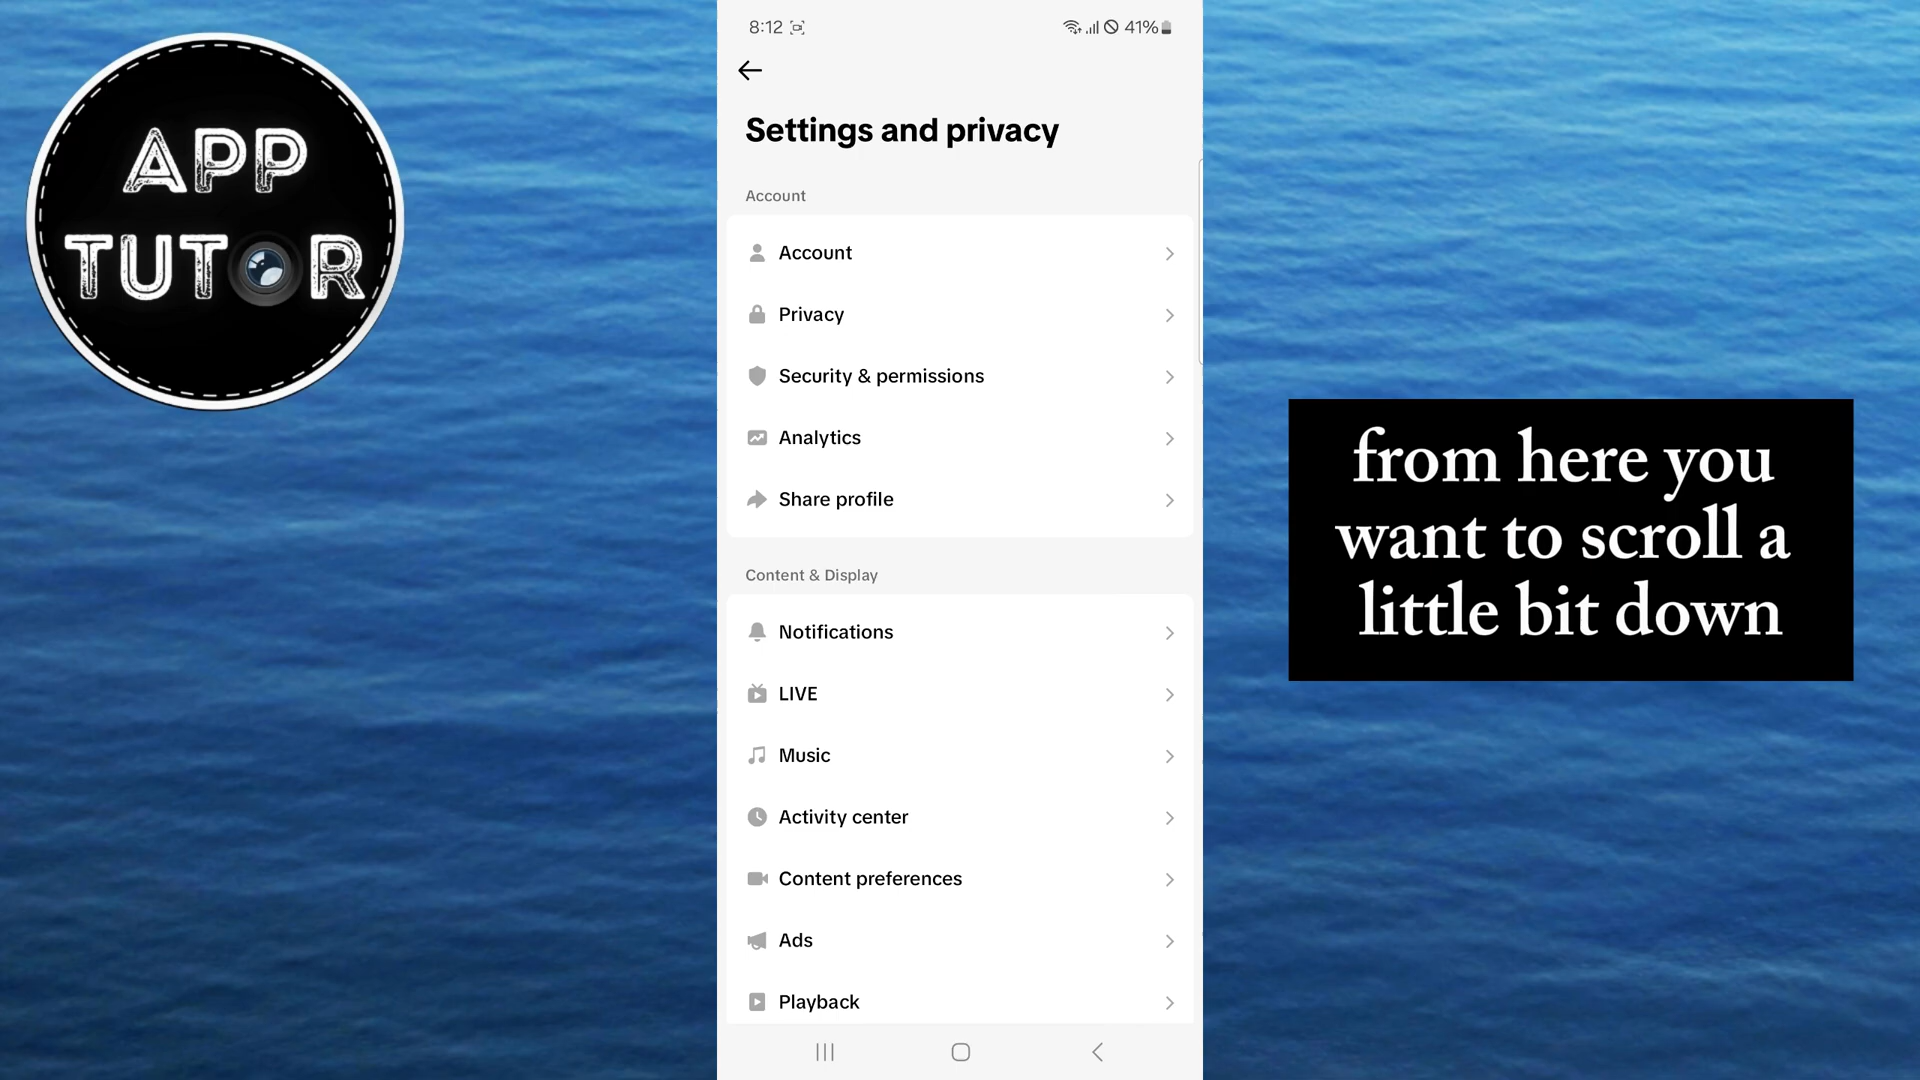 APP
TUTOR
8:12
41%
Settings and privacy
Account
Account
Privacy
Security & permissions
Analytics
Share profile
Content & Display
Notifications
LIVE
Music
Activity center
Content preferences
Ads
Playback
from here you
want to scroll a
little bit down